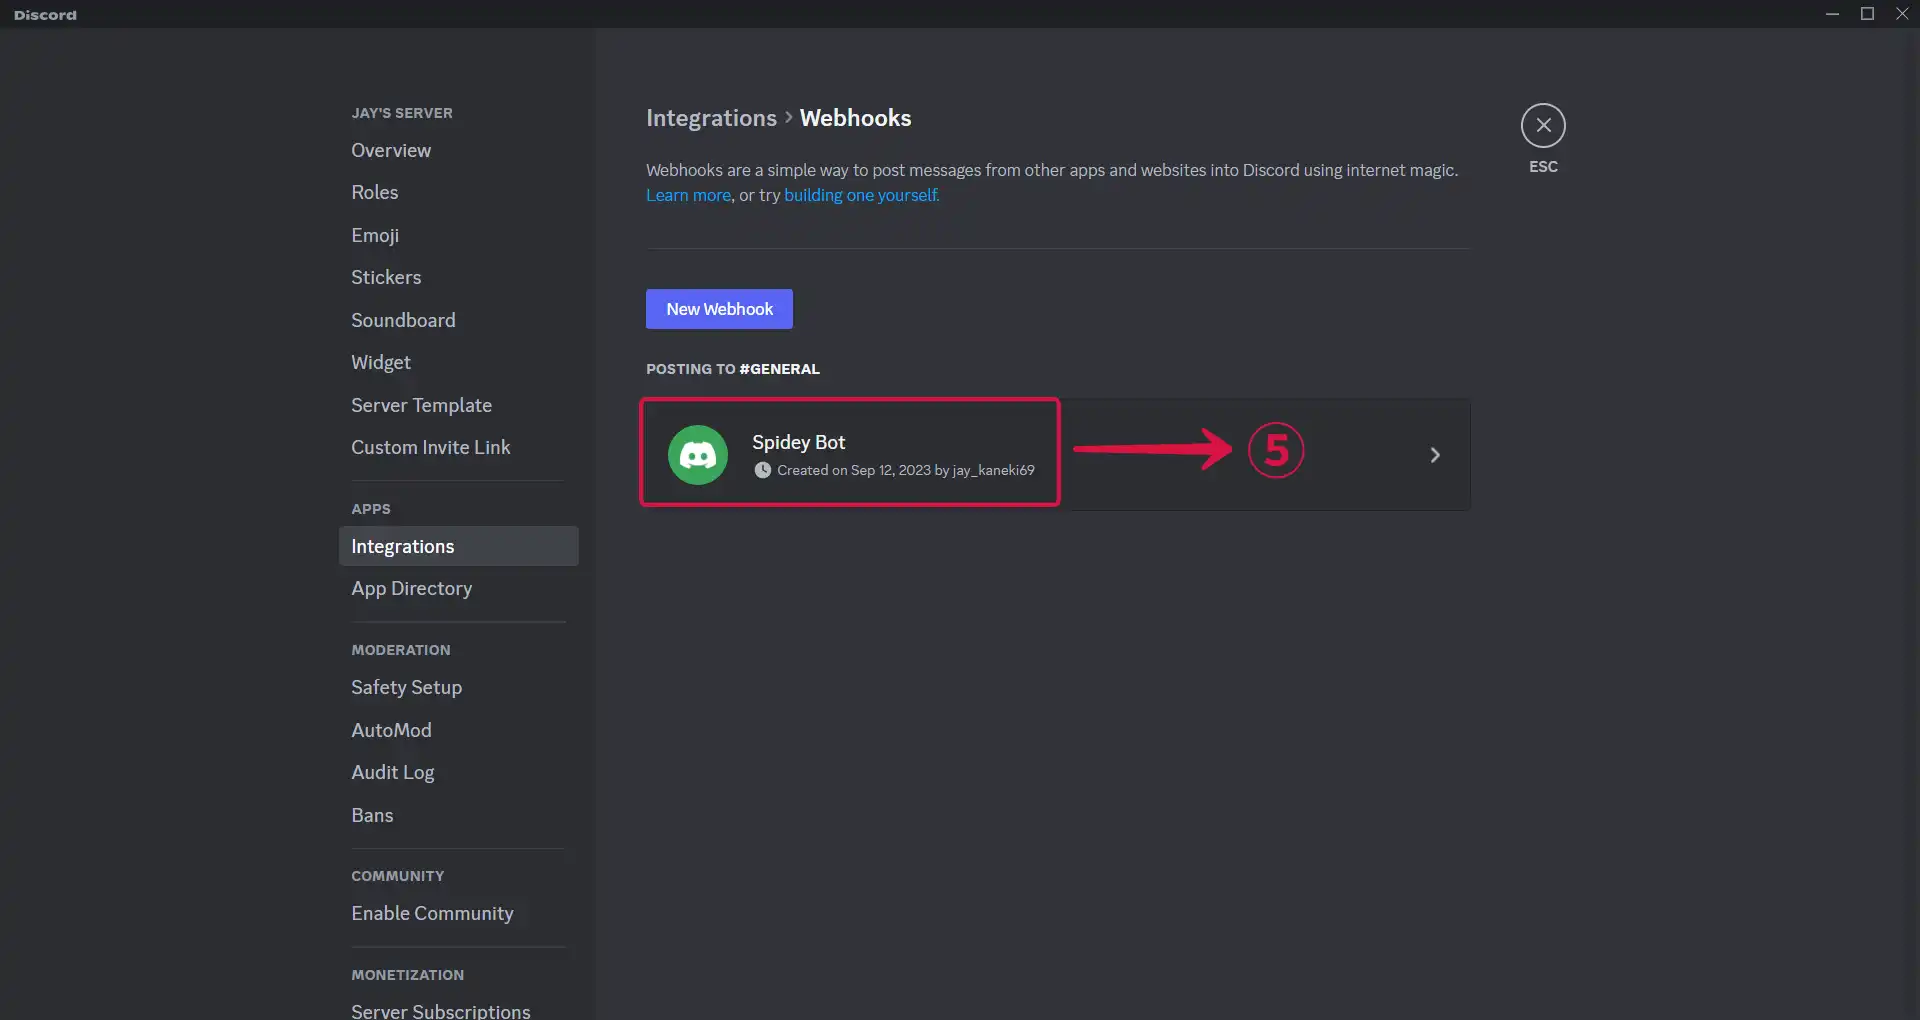 Discord
JAY'S SERVER
Overview
Roles
Emoji
Stickers
Soundboard
Widget
Server Template
Custom Invite Link
APPS
Integrations
App Directory
MODERATION
Safety Setup
AutoMod
Audit Log
Bans
COMMUNITY
Enable Community
MONETIZATION
Server Subscriptions
Integrations > Webhooks
Webhooks are a simple way to post messages from other apps and websites into Discord using internet magic.
Learn more, or try building one yourself.
New Webhook
POSTING TO #GENERAL
Spidey Bot
Created on Sep 12, 2023 by jay_kaneki69
5
ESC